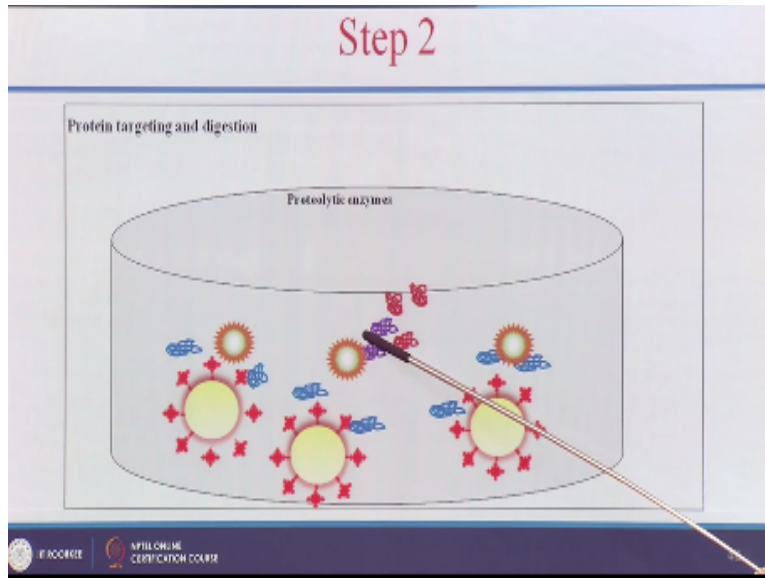 Step 2
Protein targeting and digestion
Proteolytic enzymes
IIT ROORKEE
NPTEL ONLINE
CERTIFICATION COURSE